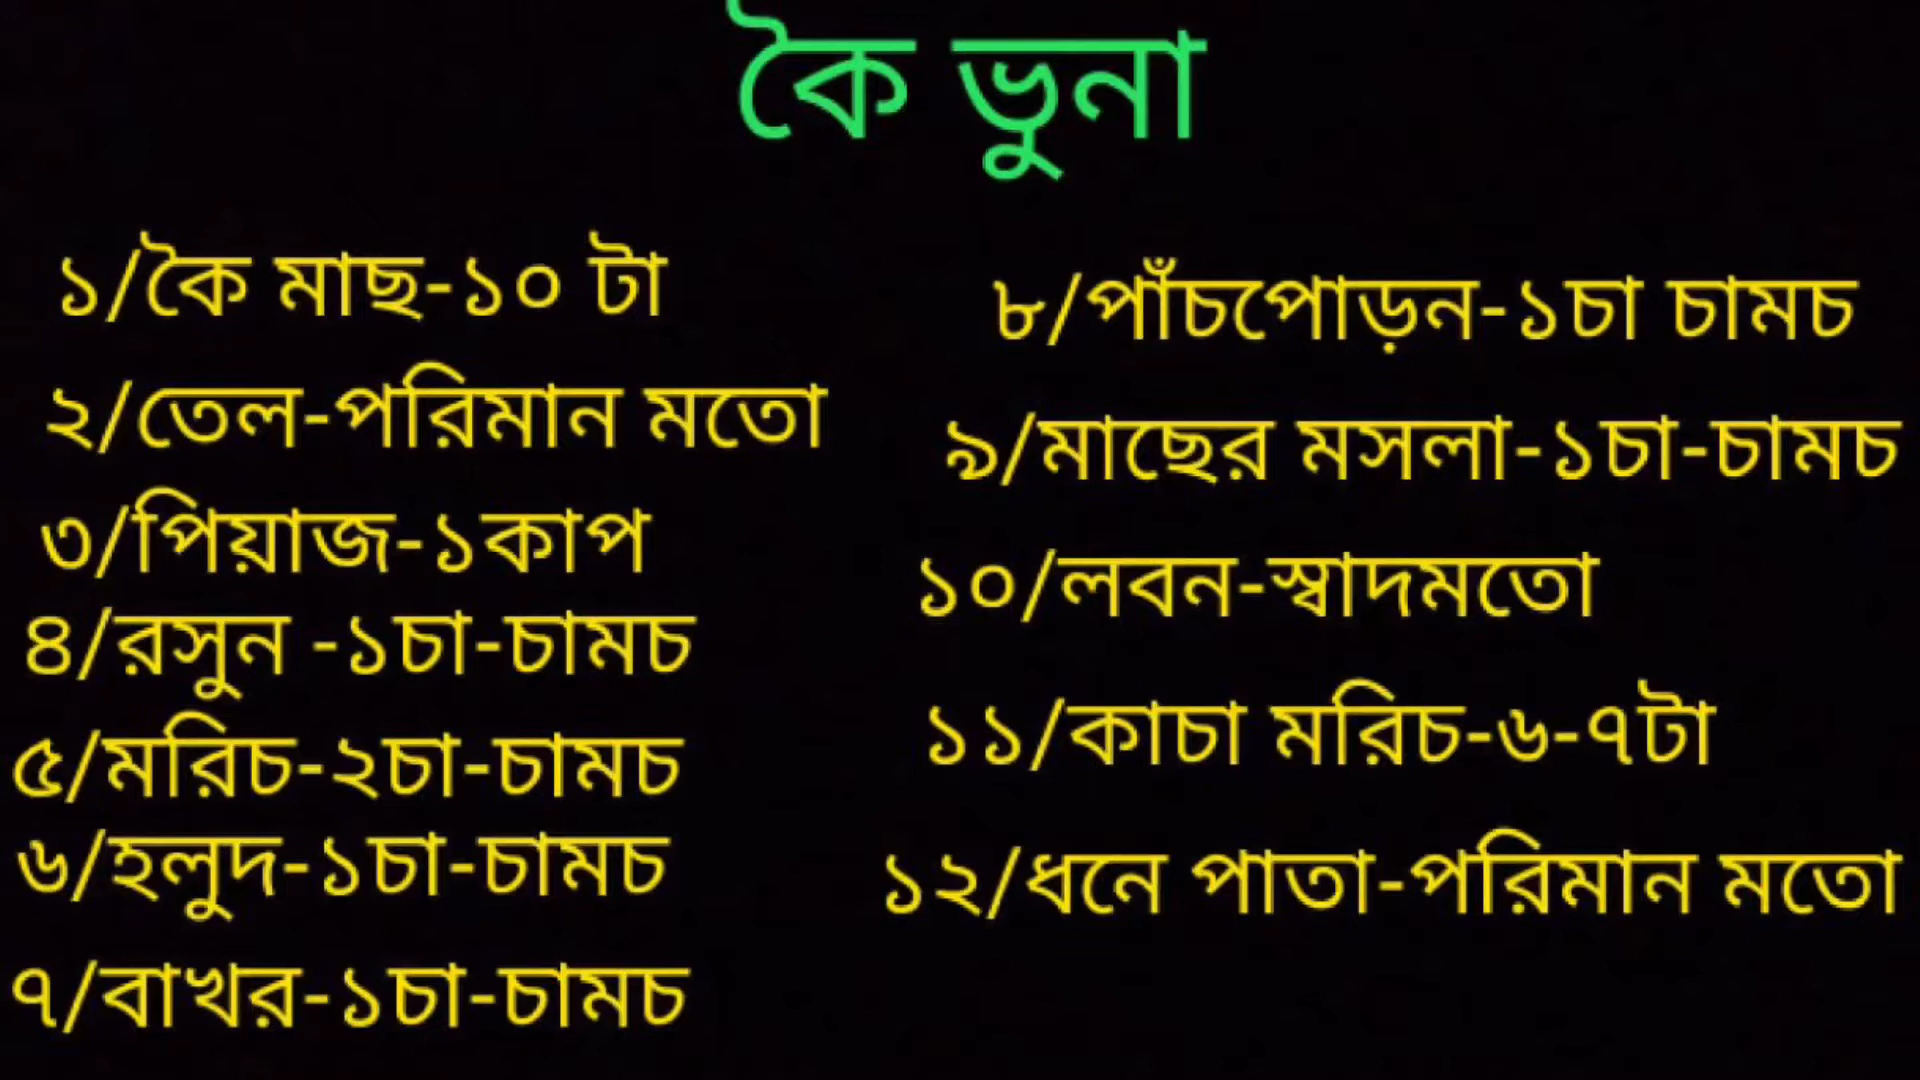 কৈ ভুনা
১/কৈ মাছ-১০ টা
২/তেল-পরিমান মতো
৩/পিয়াজ-১কাপ
৪/রসুন -১চা-চামচ
৫/মরিচ-২চা-চামচ
৬/হলুদ-১চা-চামচ
৭/বাখর-১চা-চামচ
৮/পাঁচপোড়ন-১চা চামচ
৯/মাছের মসলা-১চা-চামচ
১০/লবন-স্বাদমতো
১১/কাচা মরিচ-৬-৭টা
১২/ধনে পাতা-পরিমান মতো